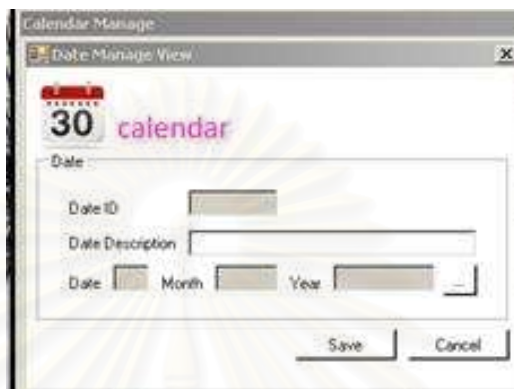 Calendar Manage
Date Manage View
30 calendar
Date
Date ID
Date Description
Date Month Year ...
Save Cancel